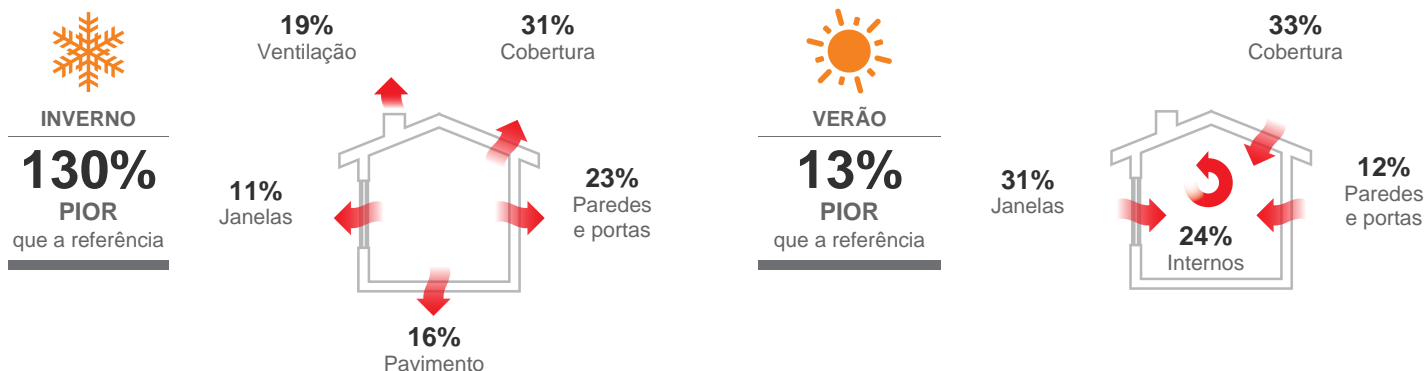 INVERNO
130%
PIOR
que a referência
19%
Ventilação
31%
Cobertura
11%
Janelas
23%
Paredes
e portas
16%
Pavimento
VERÃO
13%
PIOR
que a referência
33%
Cobertura
31%
Janelas
12%
Paredes
e portas
24%
Internos